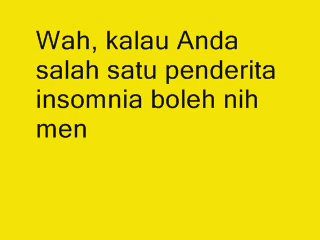 Wah, kalau Anda
salah satu penderita
insomnia boleh nih
men